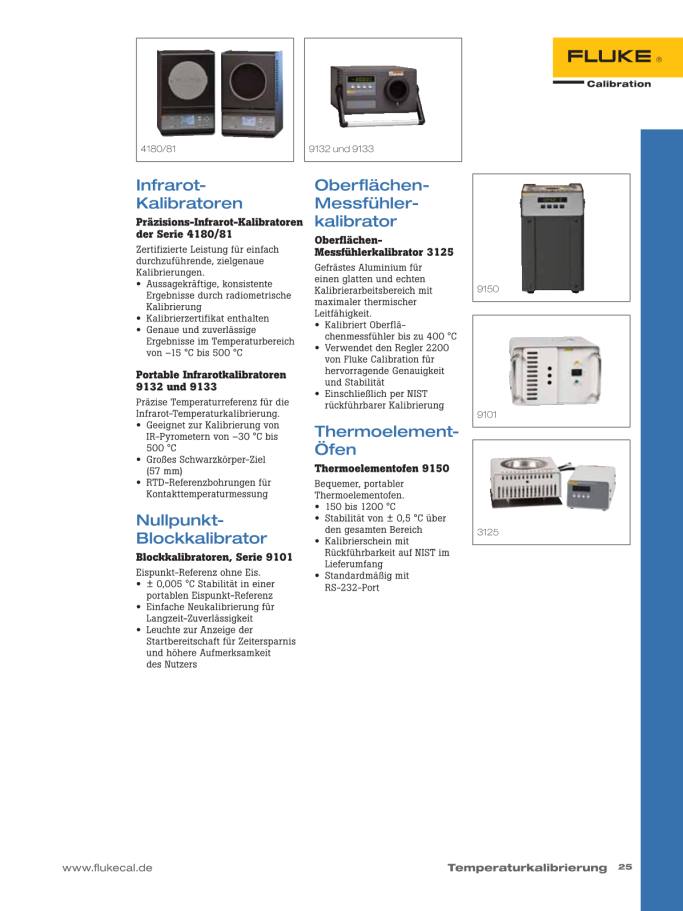 FLUKE ®
Calibration
4180/81
9132 und 9133
Infrarot-
Kalibratoren
Präzisions-Infrarot-Kalibratoren
der Serie 4180/81
Zertifizierte Leistung für einfach
durchzuführende, zielgenaue
Kalibrierungen.
• Aussagekräftige, konsistente
Ergebnisse durch radiometrische
Kalibrierung
• Kalibrierzertifikat enthalten
• Genaue und zuverlässige
Ergebnisse im Temperaturbereich
von –15 °C bis 500 °C
Portable Infrarotkalibratoren
9132 und 9133
Präzise Temperaturreferenz für die
Infrarot-Temperaturkalibrierung.
• Geeignet zur Kalibrierung von
IR-Pyrometern von –30 °C bis
500 °C
• Großes Schwarzkörper-Ziel
(57 mm)
• RTD-Referenzbohrungen für
Kontakttemperaturmessung
Nullpunkt-
Blockkalibrator
Blockkalibratoren, Serie 9101
Eispunkt-Referenz ohne Eis.
• ± 0,005 °C Stabilität in einer
portablen Eispunkt-Referenz
• Einfache Neukalibrierung für
Langzeit-Zuverlässigkeit
• Leuchte zur Anzeige der
Startbereitschaft für Zeitersparnis
und höhere Aufmerksamkeit
des Nutzers
Oberflächen-
Messfühler-
kalibrator
Oberflächen-
Messfühlerkalibrator 3125
Gefrästes Aluminium für
einen glatten und echten
Kalibrierarbeitsbereich mit
maximaler thermischer
Leitfähigkeit.
• Kalibriert Oberflä-
chenmessfühler bis zu 400 °C
• Verwendet den Regler 2200
von Fluke Calibration für
hervorragende Genauigkeit
und Stabilität
• Einschließlich per NIST
rückführbarer Kalibrierung
Thermoelement-
Öfen
Thermoelementofen 9150
Bequemer, portabler
Thermoelementofen.
• 150 bis 1200 °C
• Stabilität von ± 0,5 °C über
den gesamten Bereich
• Kalibrierschein mit
Rückführbarkeit auf NIST im
Lieferumfang
• Standardmäßig mit
RS-232-Port
9150
9101
3125
www.flukecal.de
Temperaturkalibrierung 25